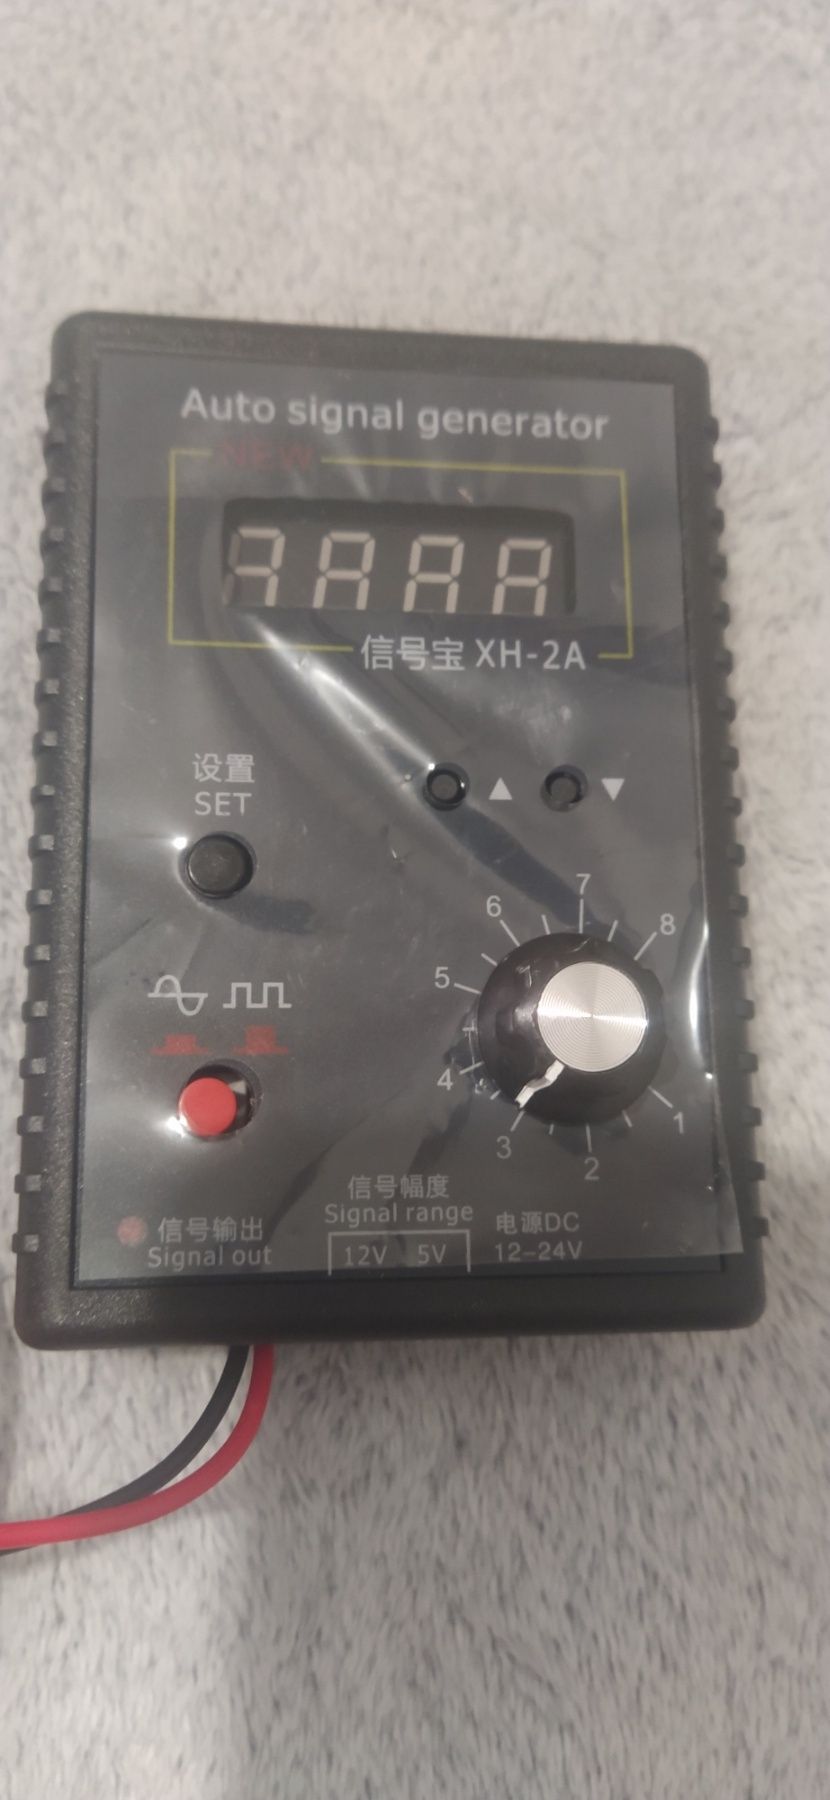 Auto signal generator
NEW
信号宝 XH-2A
设置
SET
▲ ▼
7
6 8
5
4
3 1
2
信号幅度
Signal range
12V 5V
信号输出
Signal out
电源DC
12-24V